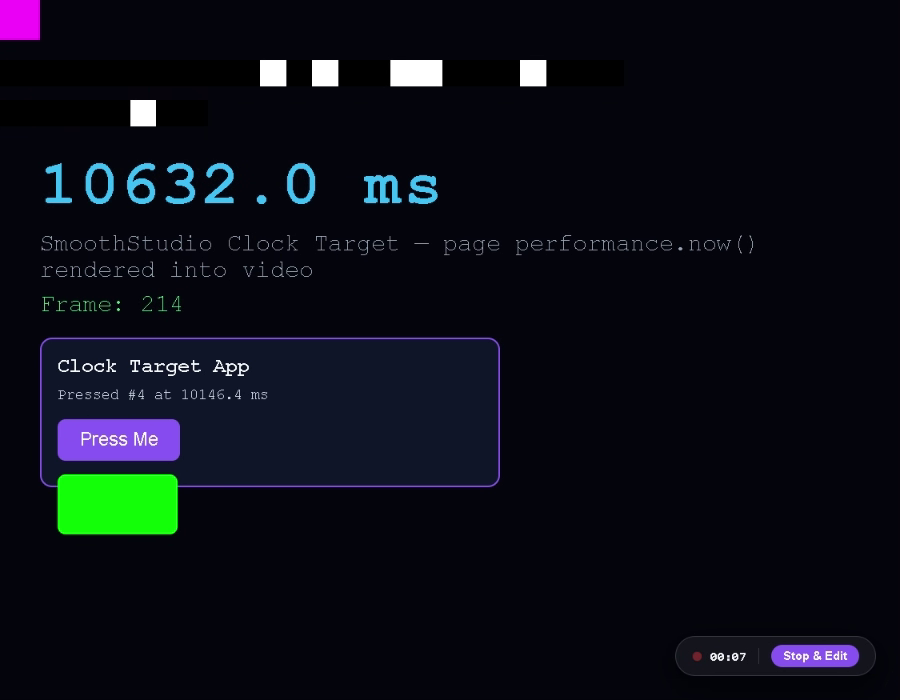 10632.0 ms
SmoothStudio Clock Target — page performance.now()
rendered into video
Frame: 214
Clock Target App
Pressed #4 at 10146.4 ms
Press Me
00:07
Stop & Edit